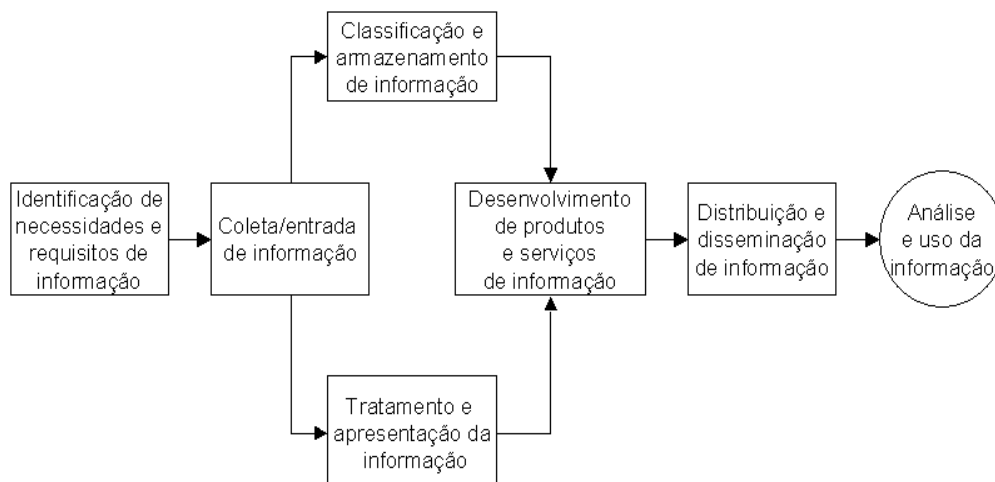 Classificação e
armazenamento
de informação
Identificação de
necessidades e
requisitos de
informação
Coleta/entrada
de informação
Tratamento e
apresentação da
informação
Desenvolvimento
de produtos
e serviços
de informação
Distribuição e
disseminação
de informação
Análise
e uso da
informação